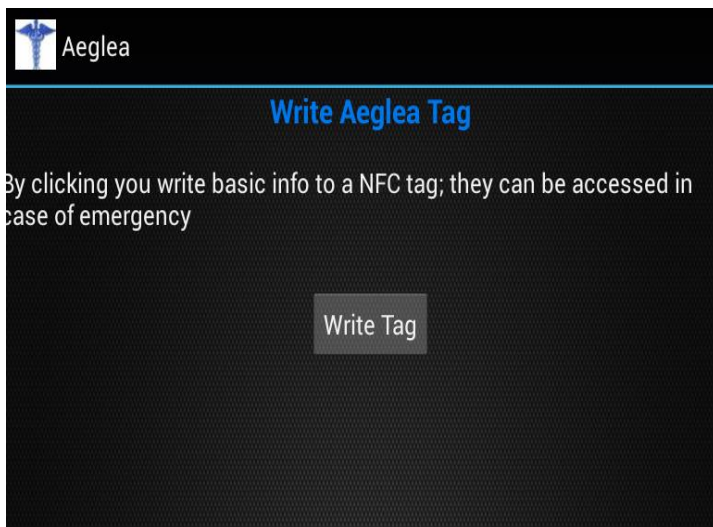 Aeglea
Write Aeglea Tag
By clicking you write basic info to a NFC tag; they can be accessed in
case of emergency
Write Tag